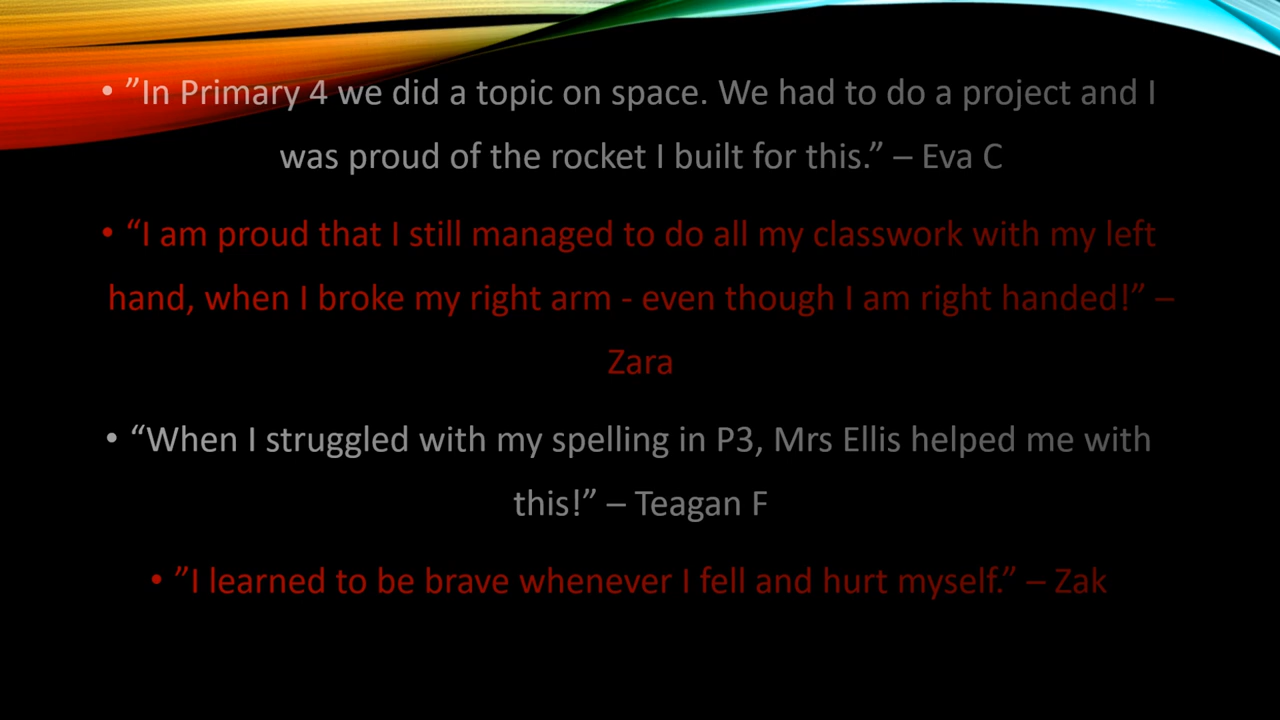 • ”In Primary 4 we did a topic on space. We had to do a project and I
was proud of the rocket I built for this.” – Eva C
• “I am proud that I still managed to do all my classwork with my left
hand, when I broke my right arm - even though I am right handed!” –
Zara
• “When I struggled with my spelling in P3, Mrs Ellis helped me with
this!” – Teagan F
• ”I learned to be brave whenever I fell and hurt myself.” – Zak